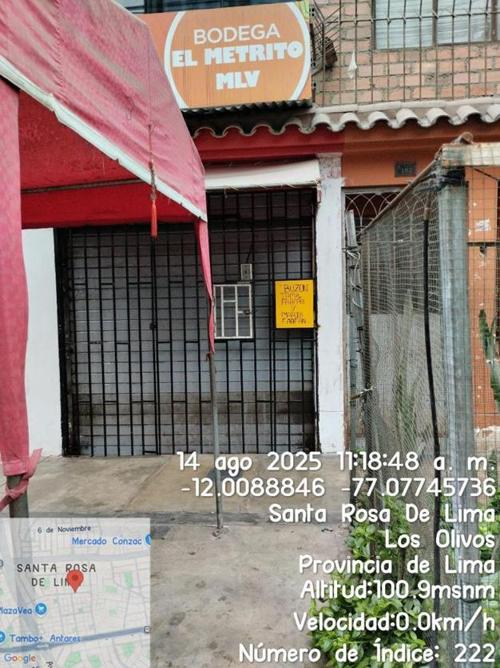 BODEGA
EL METRITO
MLV
BUZON
14 ago 2025 11:18:48 a. m.
-12.0088846 -77.07745736
Santa Rosa De Lima
Los Olivos
Provincia de Lima
Altitud:100.9msnm
Velocidad:0.0km/h
Número de Índice: 222
6 de Noviembre
Mercado Conzac
SANTA ROSA
DE LIMA
PlazaVea
Tambo+ Antares
Google